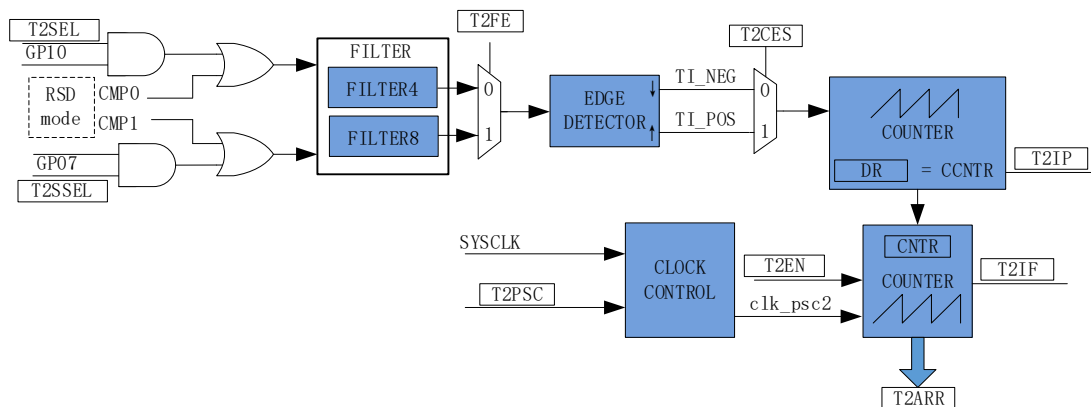 T2SEL
GP10
RSD
mode
CMP0
CMP1
GP07
T2SSEL
FILTER
FILTER4
FILTER8
T2FE
0
1
EDGE
DETECTOR
TI_NEG
TI_POS
T2CES
0
1
COUNTER
DR = CCNTR
T2IP
SYSCLK
T2PSC
CLOCK
CONTROL
T2EN
clk_psc2
CNTR
COUNTER
T2IF
T2ARR